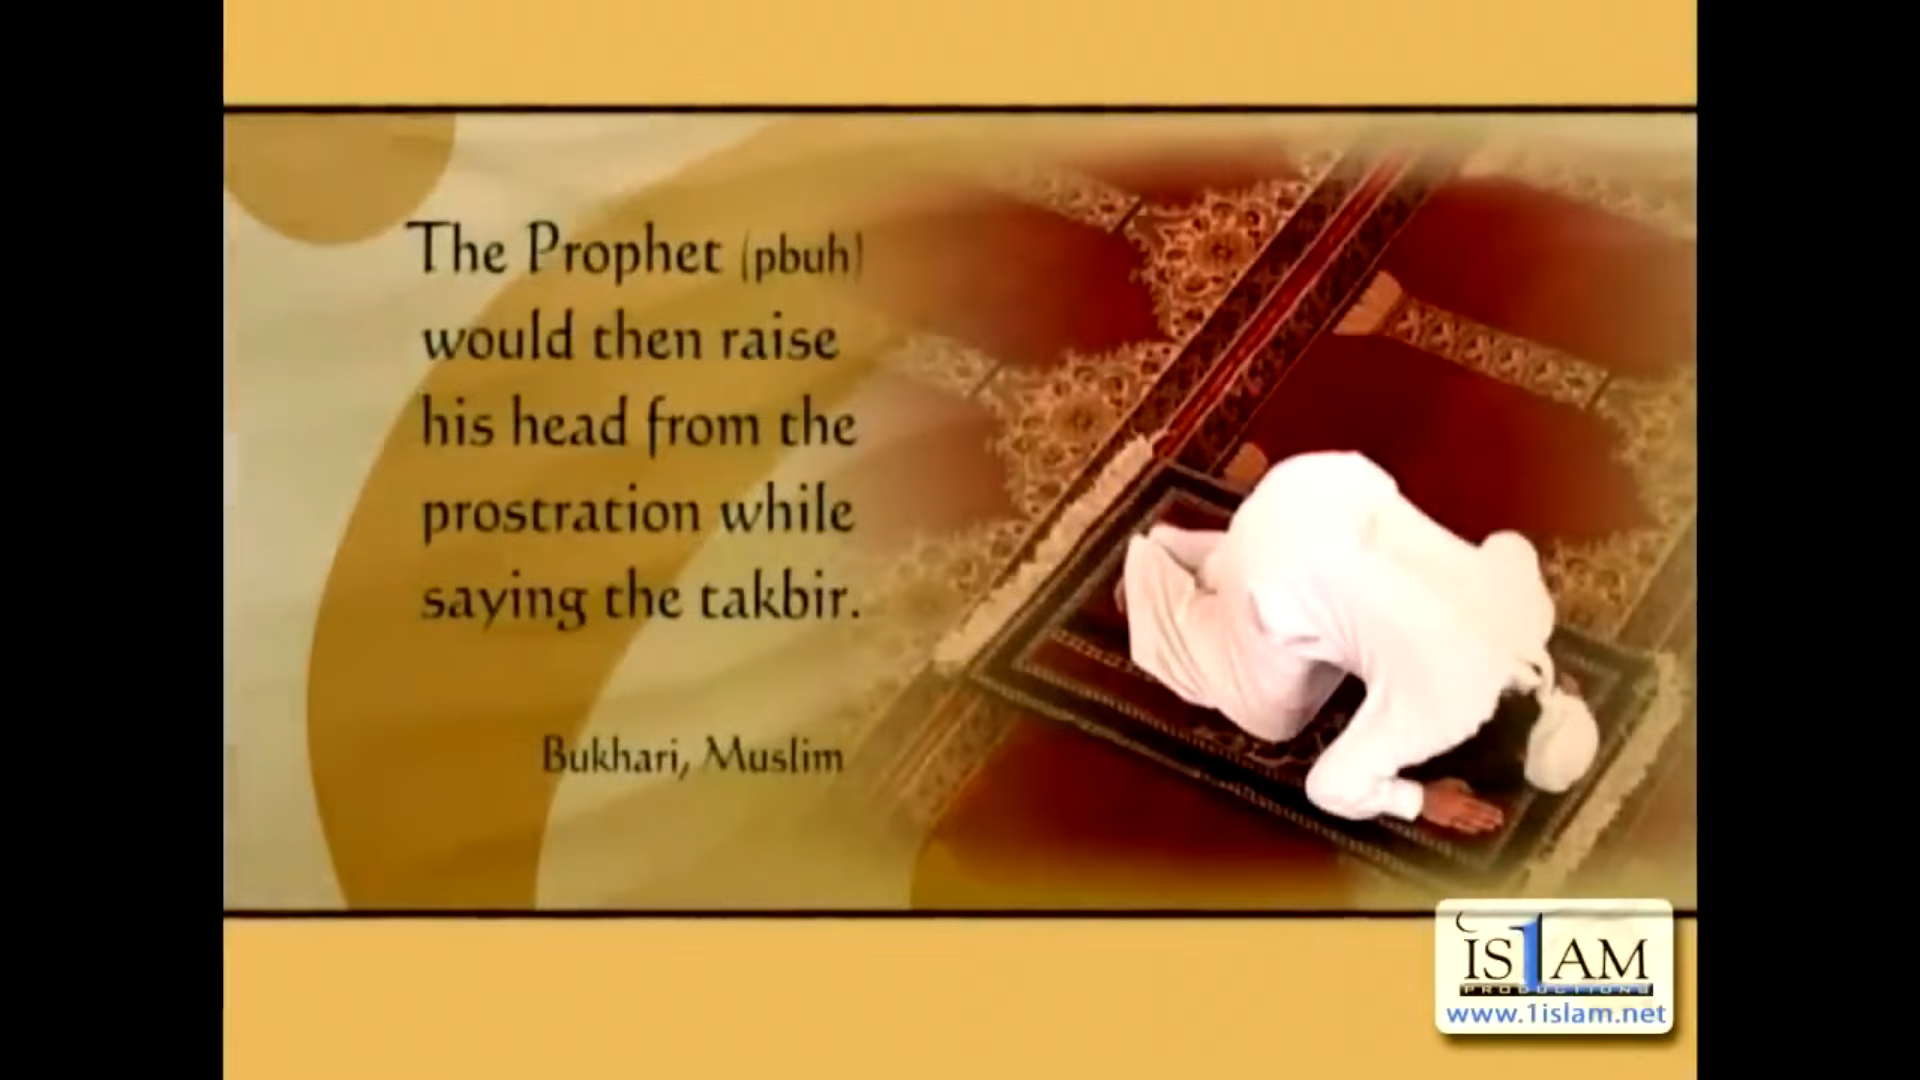 The Prophet (pbuh)
would then raise
his head from the
prostration while
saying the takbir.
Bukhari, Muslim
IS1AM
PRODUCTIONS
www.1islam.net